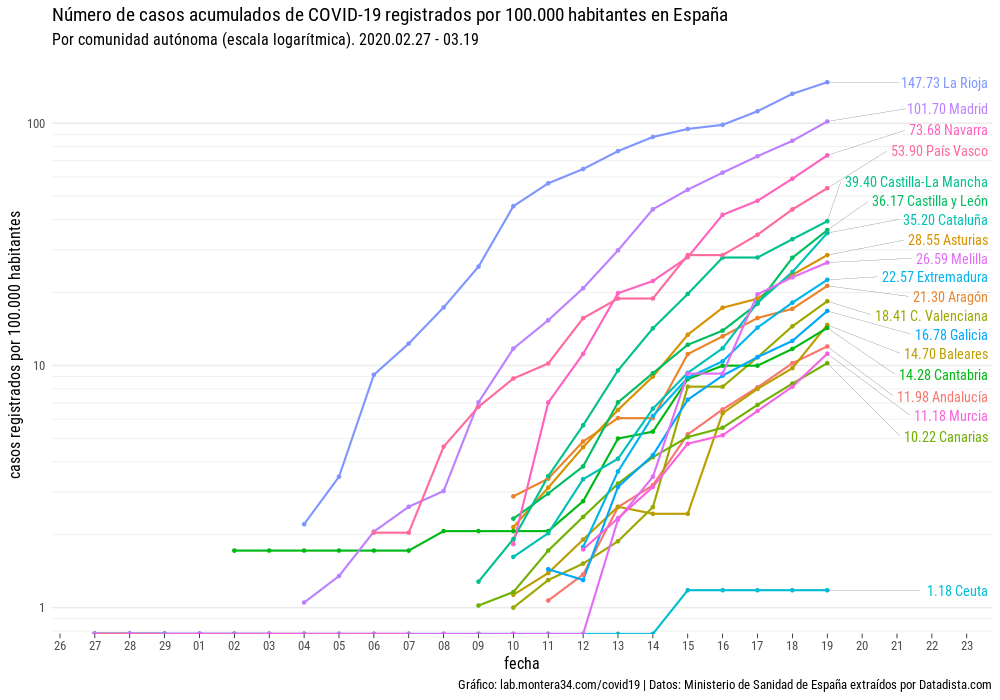 Número de casos acumulados de COVID-19 registrados por 100.000 habitantes en España
Por comunidad autónoma (escala logarítmica). 2020.02.27 - 03.19
casos registrados por 100.000 habitantes
100
10
1
147.73 La Rioja
101.70 Madrid
73.68 Navarra
53.90 País Vasco
39.40 Castilla-La Mancha
36.17 Castilla y León
35.20 Cataluña
28.55 Asturias
26.59 Melilla
22.57 Extremadura
21.30 Aragón
18.41 C. Valenciana
16.78 Galicia
14.70 Baleares
14.28 Cantabria
11.98 Andalucía
11.18 Murcia
10.22 Canarias
1.18 Ceuta
26 27 28 29 01 02 03 04 05 06 07 08 09 10 11 12 13 14 15 16 17 18 19 20 21 22 23
fecha
Gráfico: lab.montera34.com/covid19 | Datos: Ministerio de Sanidad de España extraídos por Datadista.com